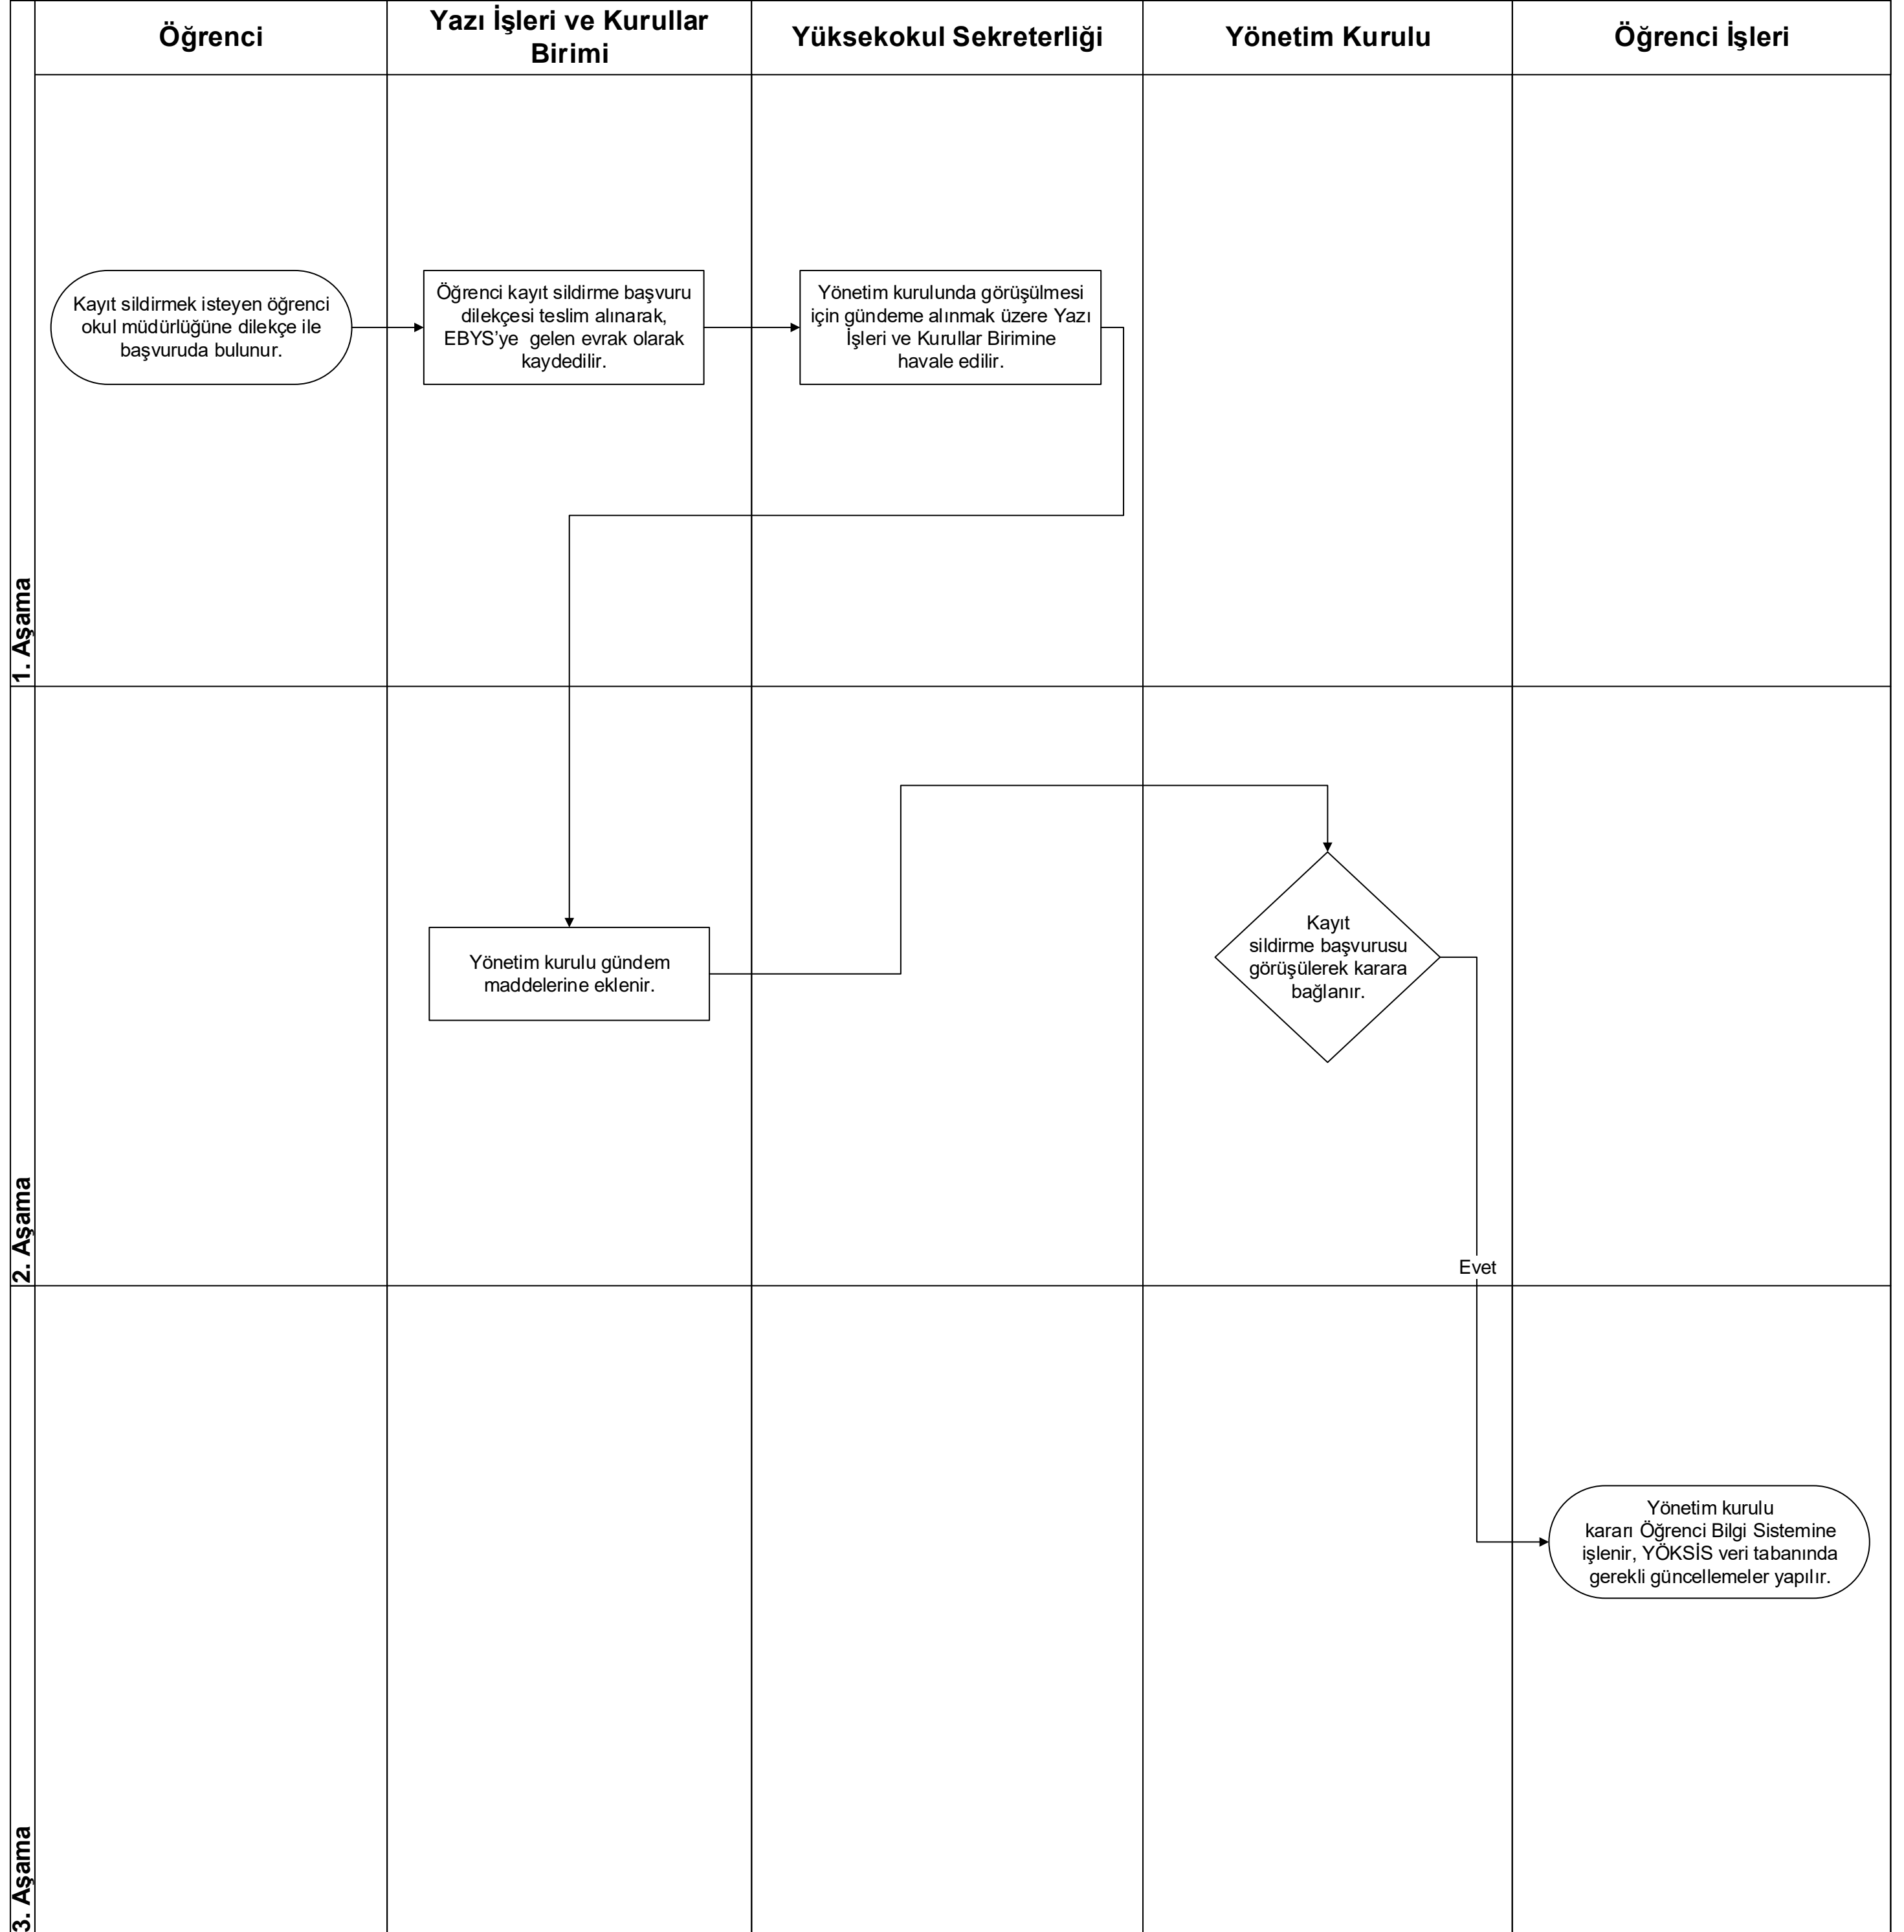 Öğrenci
Yazı İşleri ve Kurullar
Birimi
Yüksekokul Sekreterliği
Yönetim Kurulu
Öğrenci İşleri
1. Aşama
Kayıt sildirmek isteyen öğrenci
okul müdürlüğüne dilekçe ile
başvuruda bulunur.
Öğrenci kayıt sildirme başvuru
dilekçesi teslim alınarak,
EBYS’ye  gelen evrak olarak
kaydedilir.
Yönetim kurulunda görüşülmesi
için gündeme alınmak üzere Yazı
İşleri ve Kurullar Birimine
havale edilir.
2. Aşama
Yönetim kurulu gündem
maddelerine eklenir.
Kayıt
sildirme başvurusu
görüşülerek karara
bağlanır.
Evet
3. Aşama
Yönetim kurulu
kararı Öğrenci Bilgi Sistemine
işlenir, YÖKSİS veri tabanında
gerekli güncellemeler yapılır.